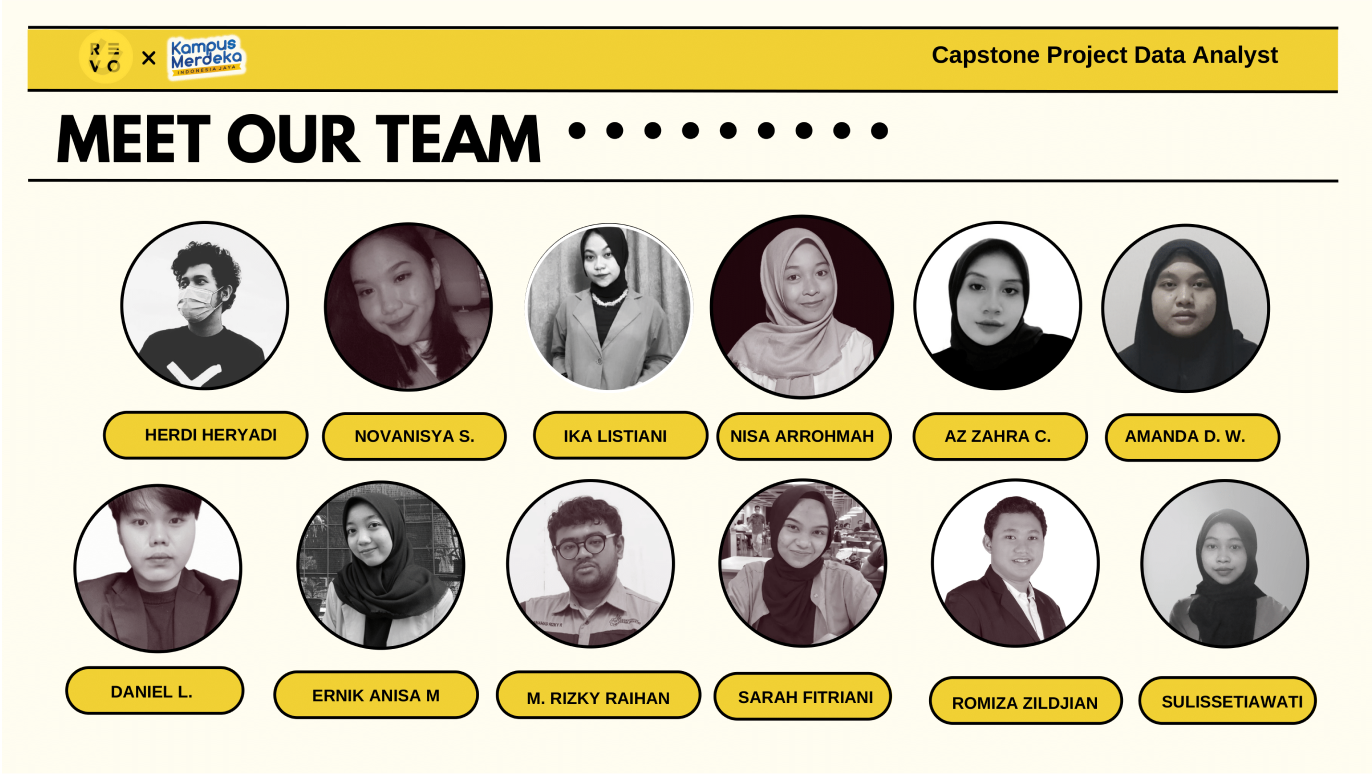 RE
VO
×
Kampus
Merdeka
INDONESIA JAYA
Capstone Project Data Analyst
MEET OUR TEAM
HERDI HERYADI
NOVANISYA S.
IKA LISTIANI
NISA ARROHMAH
AZ ZAHRA C.
AMANDA D. W.
DANIEL L.
ERNIK ANISA M
M. RIZKY RAIHAN
SARAH FITRIANI
ROMIZA ZILDJIAN
SULISSETIAWATI